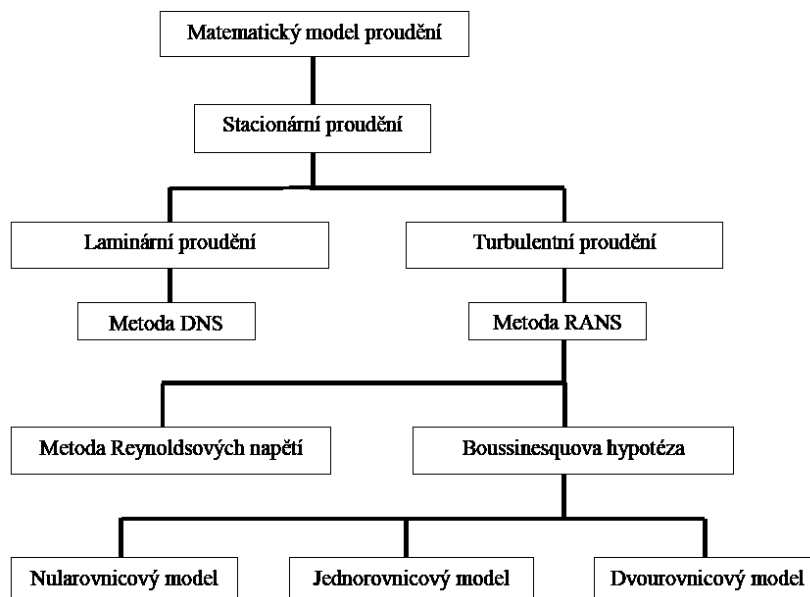 Matematický model proudění
Stacionární proudění
Laminární proudění
Turbulentní proudění
Metoda DNS
Metoda RANS
Metoda Reynoldsových napětí
Boussinesquova hypotéza
Nularovnicový model
Jednorovnicový model
Dvourovnicový model